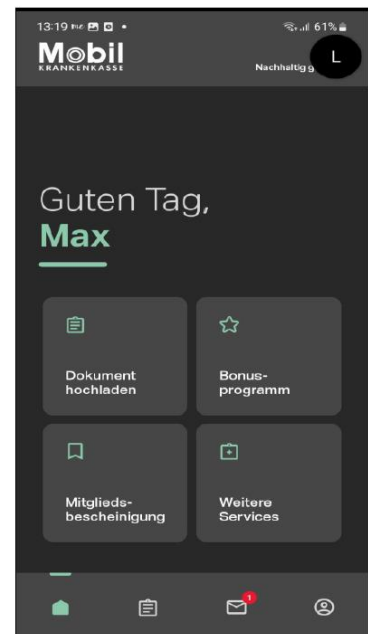 13:19
61%
Mobil
KRANKENKASSE
Nachhaltig g
L
Guten Tag,
Max
Dokument
hochladen
Bonus-
programm
Mitglieds-
bescheinigung
Weitere
Services
1